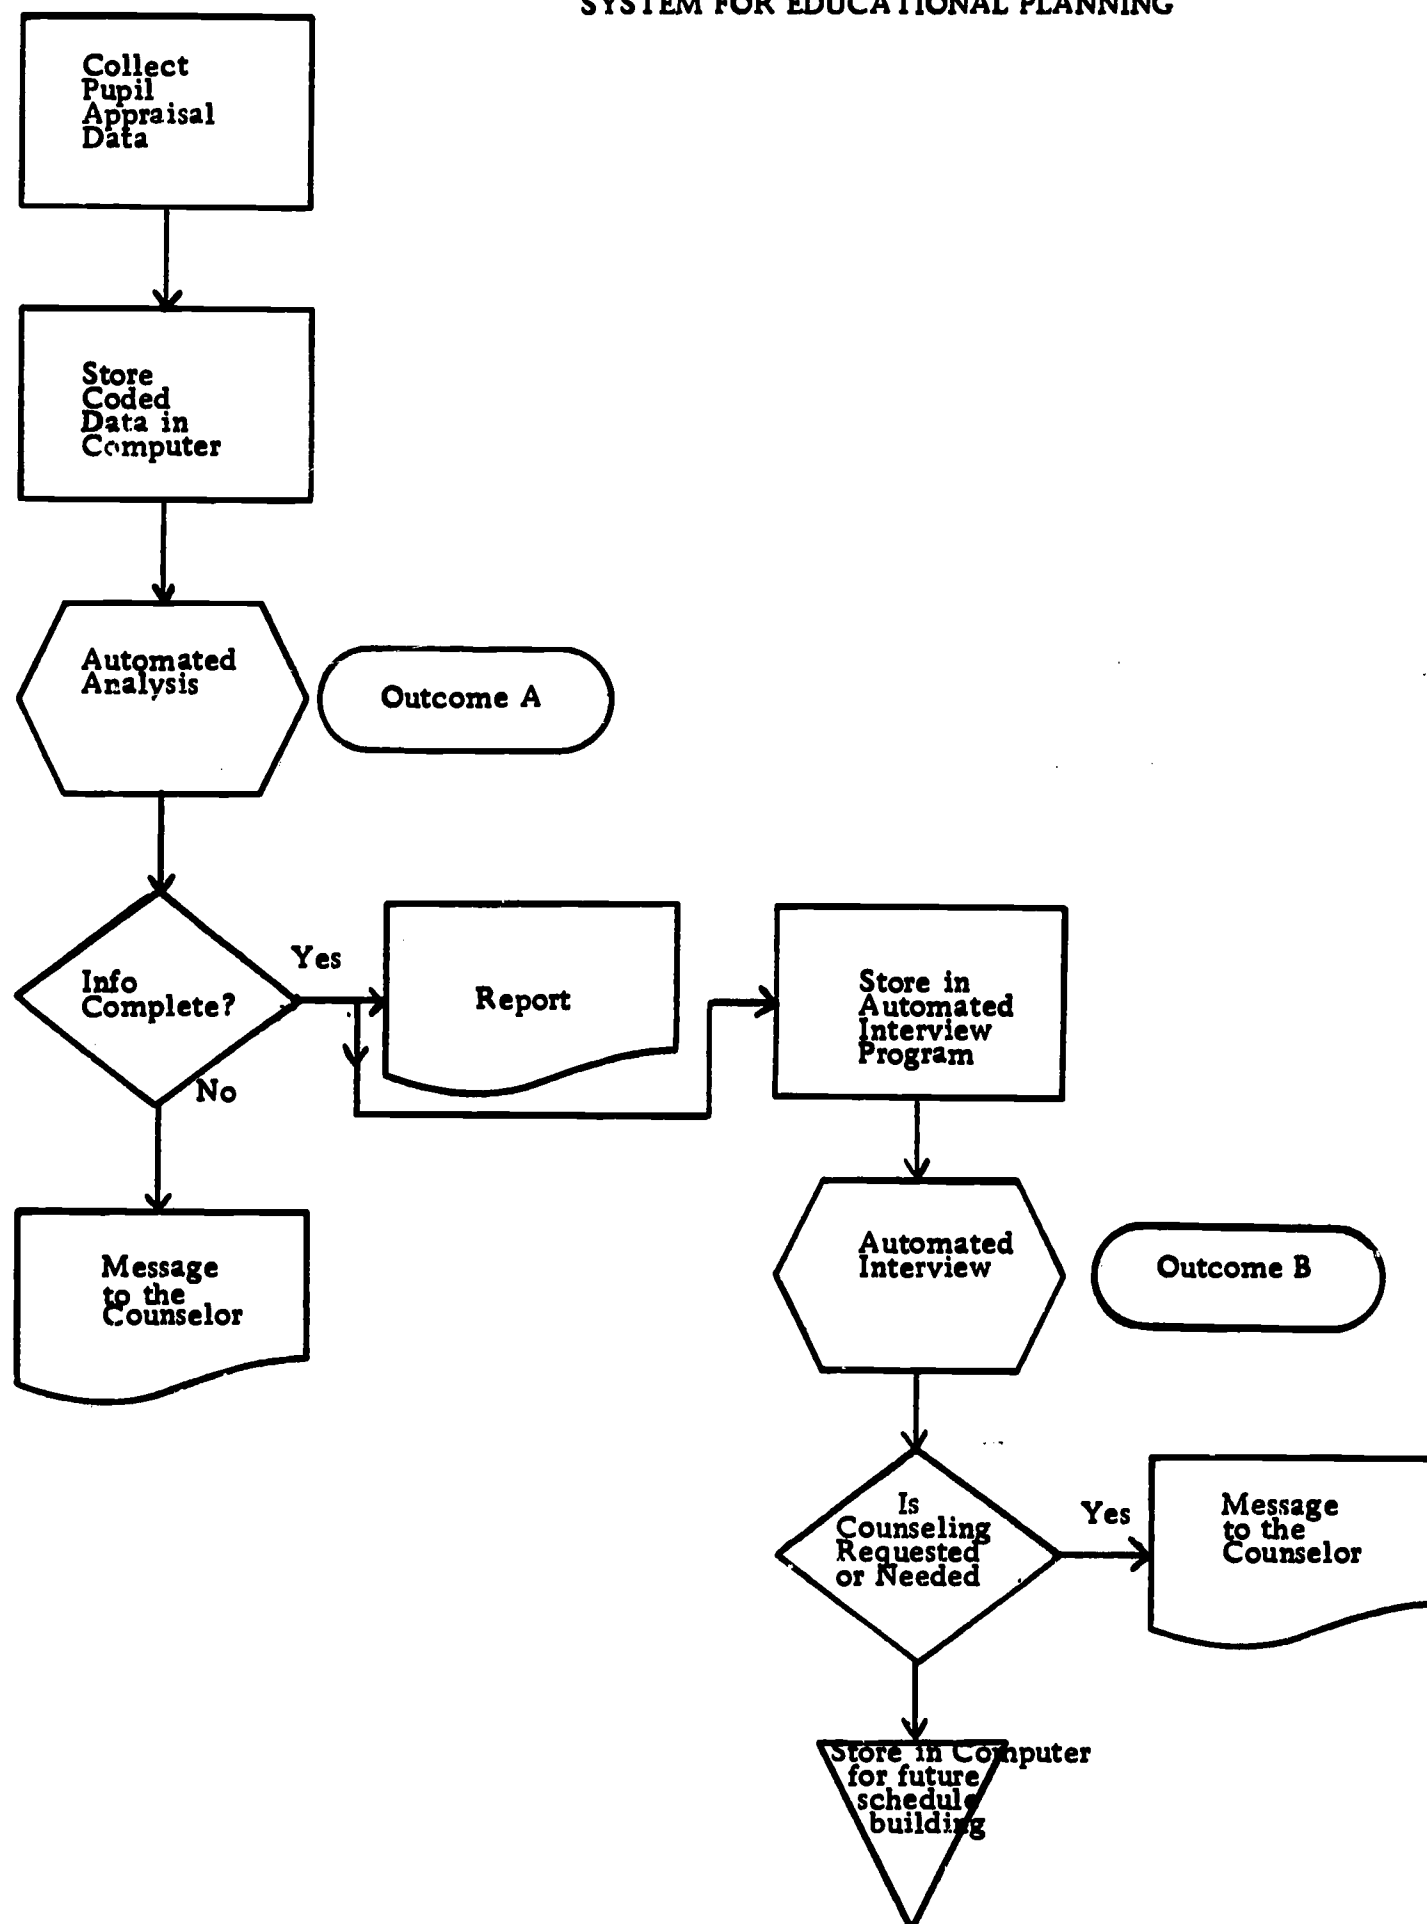 SYSTEM FOR EDUCATIONAL PLANNING
Collect
Pupil
Appraisal
Data
Store
Coded
Data in
Computer
Automated
Analysis
Outcome A
Info
Complete?
Yes
No
Report
Store in
Automated
Interview
Program
Message
to the
Counselor
Automated
Interview
Outcome B
Is
Counseling
Requested
or Needed
Yes
Message
to the
Counselor
Store in Computer
for future
schedule
building